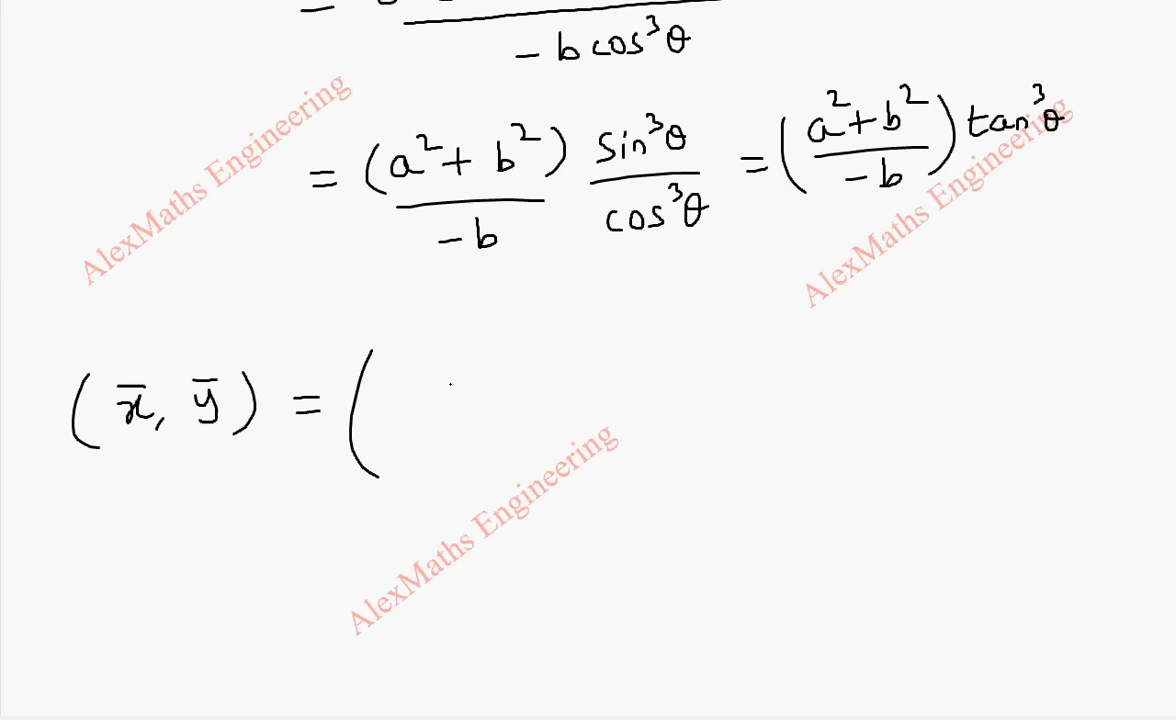 =
- b cos³θ
= (a² + b²) / -b sin³θ / cos³θ = (a² + b² / -b) tan³θ
AlexMaths Engineering
AlexMaths Engineering
(x̄, ȳ) = (
AlexMaths Engineering